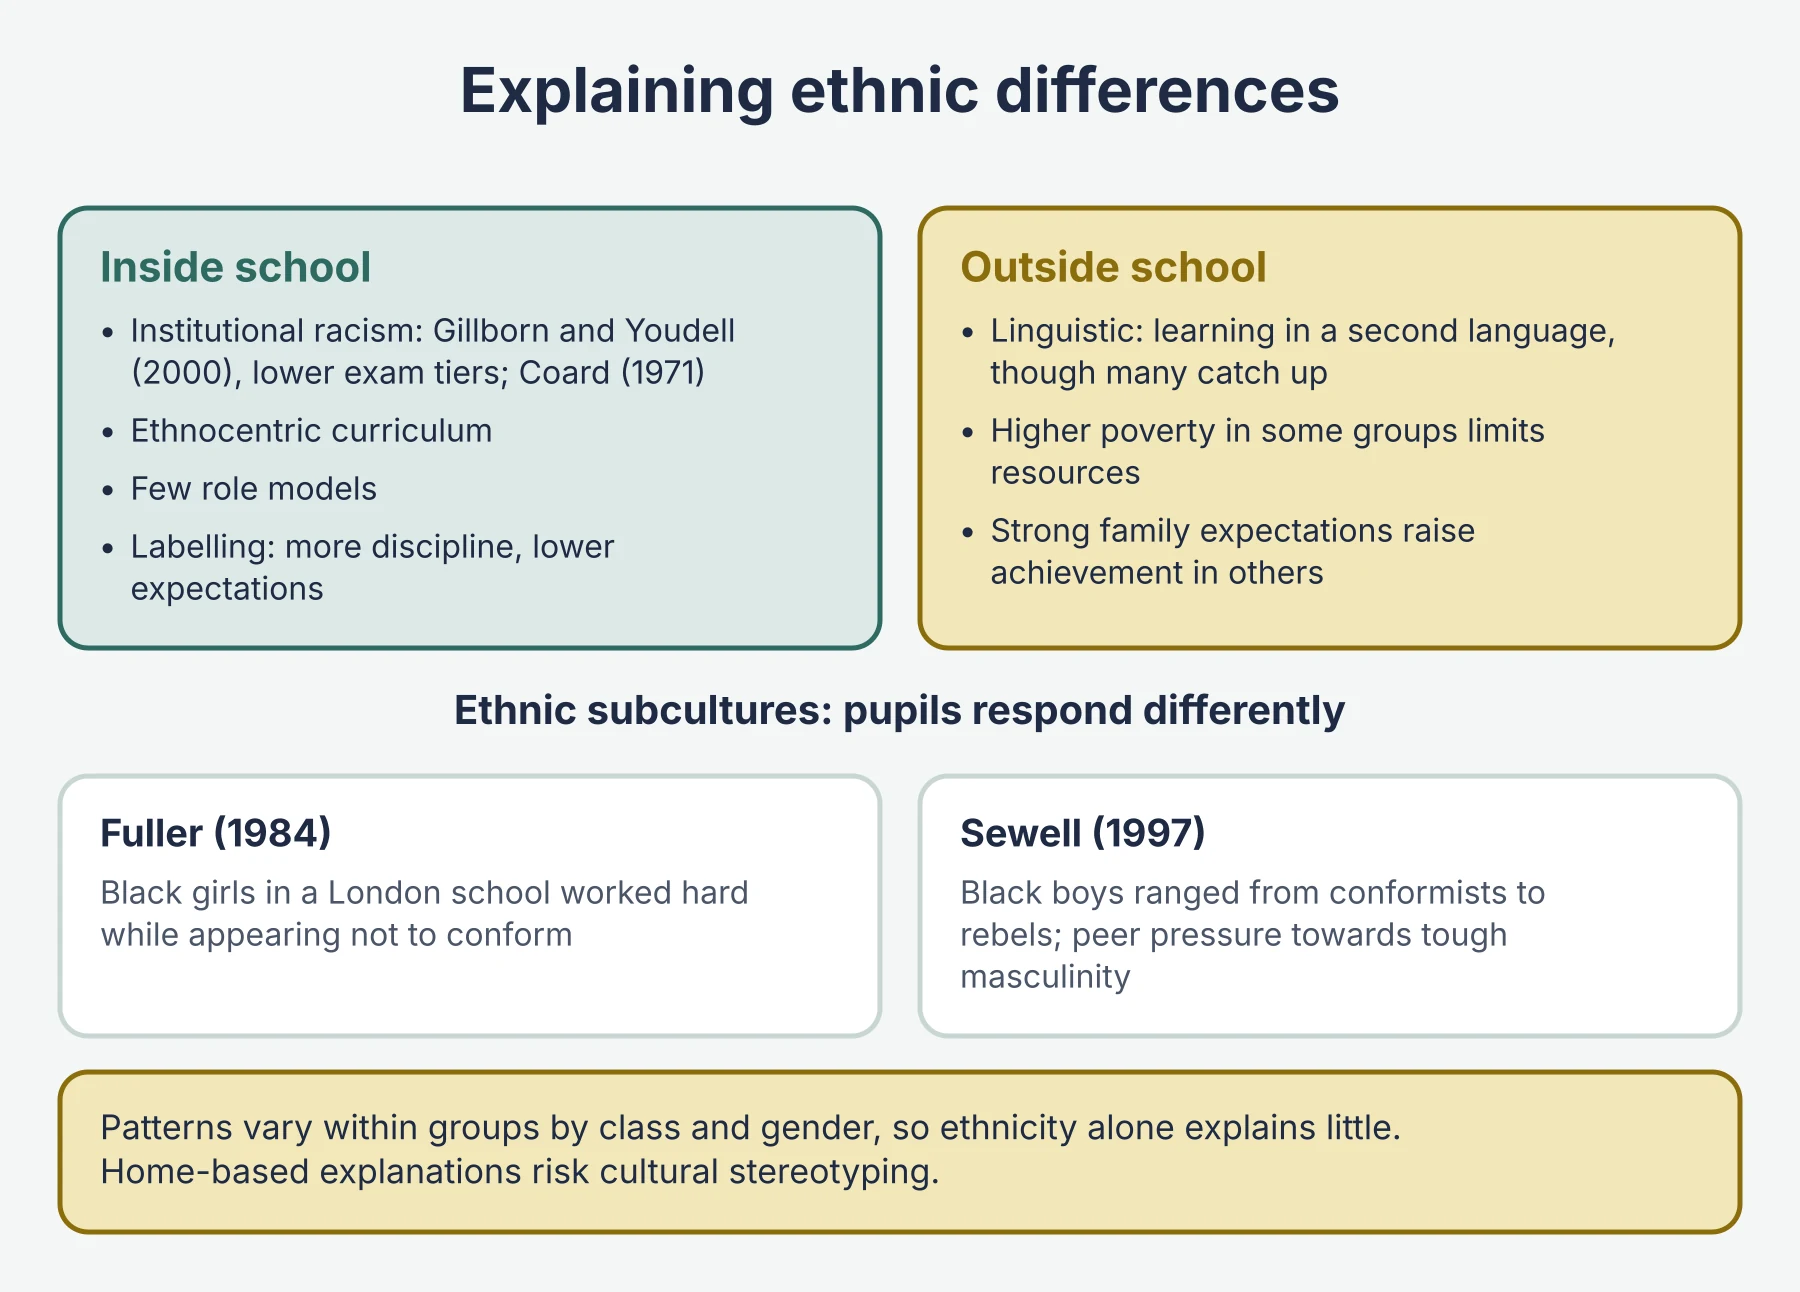 Explaining ethnic differences
Inside school
• Institutional racism: Gillborn and Youdell
(2000), lower exam tiers; Coard (1971)
• Ethnocentric curriculum
• Few role models
• Labelling: more discipline, lower
expectations
Outside school
• Linguistic: learning in a second language,
though many catch up
• Higher poverty in some groups limits
resources
• Strong family expectations raise
achievement in others
Ethnic subcultures: pupils respond differently
Fuller (1984)
Black girls in a London school worked hard
while appearing not to conform
Sewell (1997)
Black boys ranged from conformists to
rebels; peer pressure towards tough
masculinity
Patterns vary within groups by class and gender, so ethnicity alone explains little.
Home-based explanations risk cultural stereotyping.